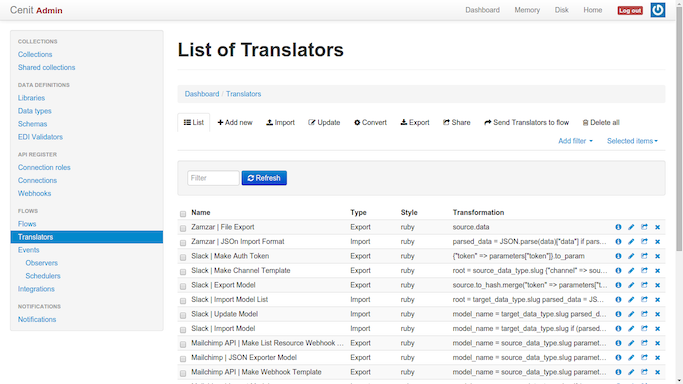 Cenit Admin Dashboard Memory Disk Home Log out
COLLECTIONS
Collections
Shared collections
DATA DEFINITIONS
Libraries
Data types
Schemas
EDI Validators
API REGISTER
Connection roles
Connections
Webhooks
FLOWS
Flows
Translators
Events
Observers
Schedulers
Integrations
NOTIFICATIONS
Notifications
List of Translators
Dashboard / Translators
List Add new Import Update Convert Export Share Send Translators to flow Delete all
Add filter Selected items
Filter Refresh
Name Type Style Transformation
Zamzar | File Export Export ruby source.data
Zamzar | JSOn Import Format Import ruby parsed_data = JSON.parse(data)["data"] if pars...
Slack | Make Auth Token Export ruby {"token" => parameters["token"]}.to_param
Slack | Make Channel Template Export ruby root = source_data_type.slug {"channel" => sou...
Slack | Export Model Export ruby source.to_hash.merge("token" => parameters["t...
Slack | Import Model List Import ruby root = target_data_type.slug parsed_data = JS...
Slack | Update Model Import ruby model_name = target_data_type.slug parsed_d...
Slack | Import Model Import ruby model_name = target_data_type.slug if (parsed...
Mailchimp API | Make List Resource Webhook ... Export ruby model_name = source_data_type.slug paramet...
Mailchimp | JSON Exporter Model Export ruby model_name = source_data_type.slug paramet...
Mailchimp API | Make Webhook Template Export ruby model_name = source_data_type.slug paramet...